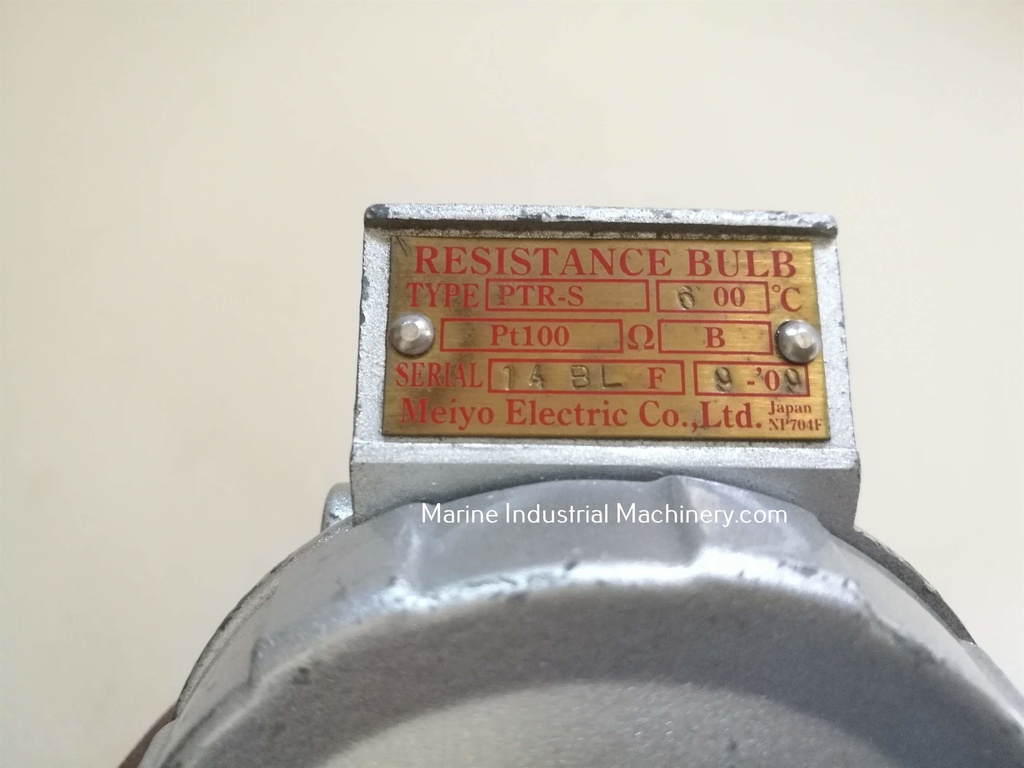 RESISTANCE BULB
TYPE PTR-S 6 00 °C
Pt100 Ω B
SERIAL 14 BL F 9-'09
Meiyo Electric Co.,Ltd. Japan
NP704F
Marine Industrial Machinery.com